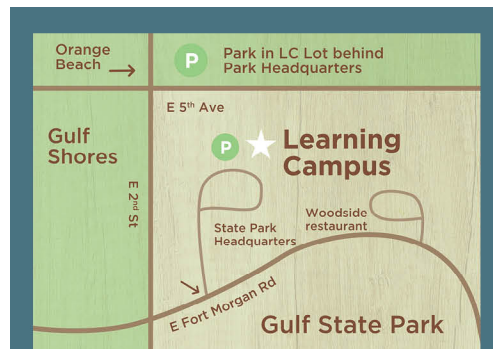 Orange
Beach
P
Park in LC Lot behind
Park Headquarters
E 5th Ave
Gulf
Shores
P
Learning
Campus
E 2nd St
State Park
Headquarters
Woodside
restaurant
E Fort Morgan Rd
Gulf State Park